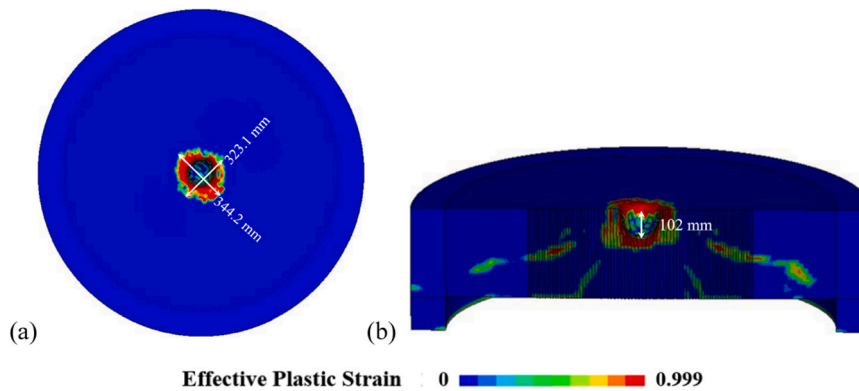 323.1 mm
344.2 mm
102 mm
(a)
(b)
Effective Plastic Strain 0 0.999